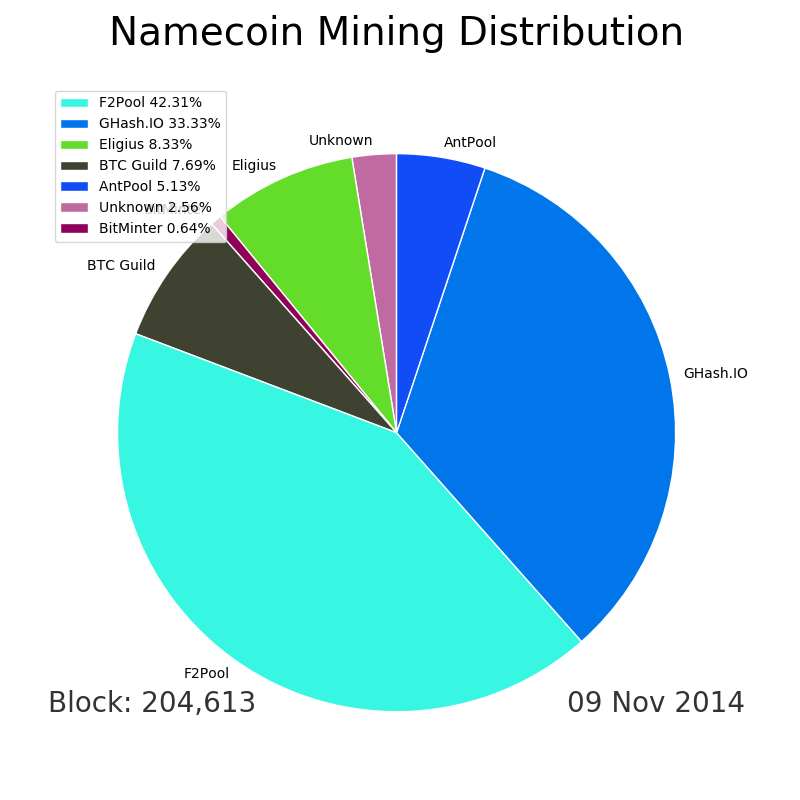 Namecoin Mining Distribution
F2Pool 42.31%
GHash.IO 33.33%
Eligius 8.33%
BTC Guild 7.69%
AntPool 5.13%
Unknown 2.56%
BitMinter 0.64%
Unknown
AntPool
Eligius
BTC Guild
GHash.IO
F2Pool
Block: 204,613
09 Nov 2014